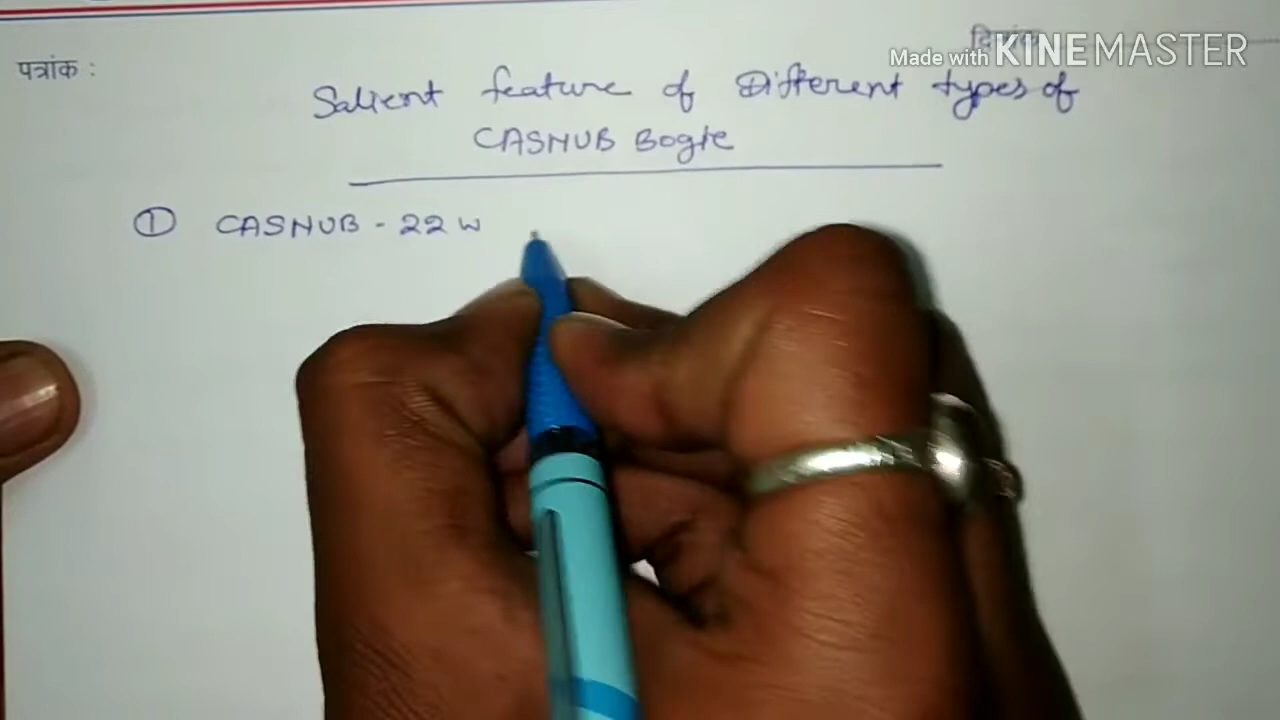 पत्रांक :
दिनांक
Made with KINEMASTER
Salient feature of Different types of
CASNUB Bogie
① CASNUB - 22 W